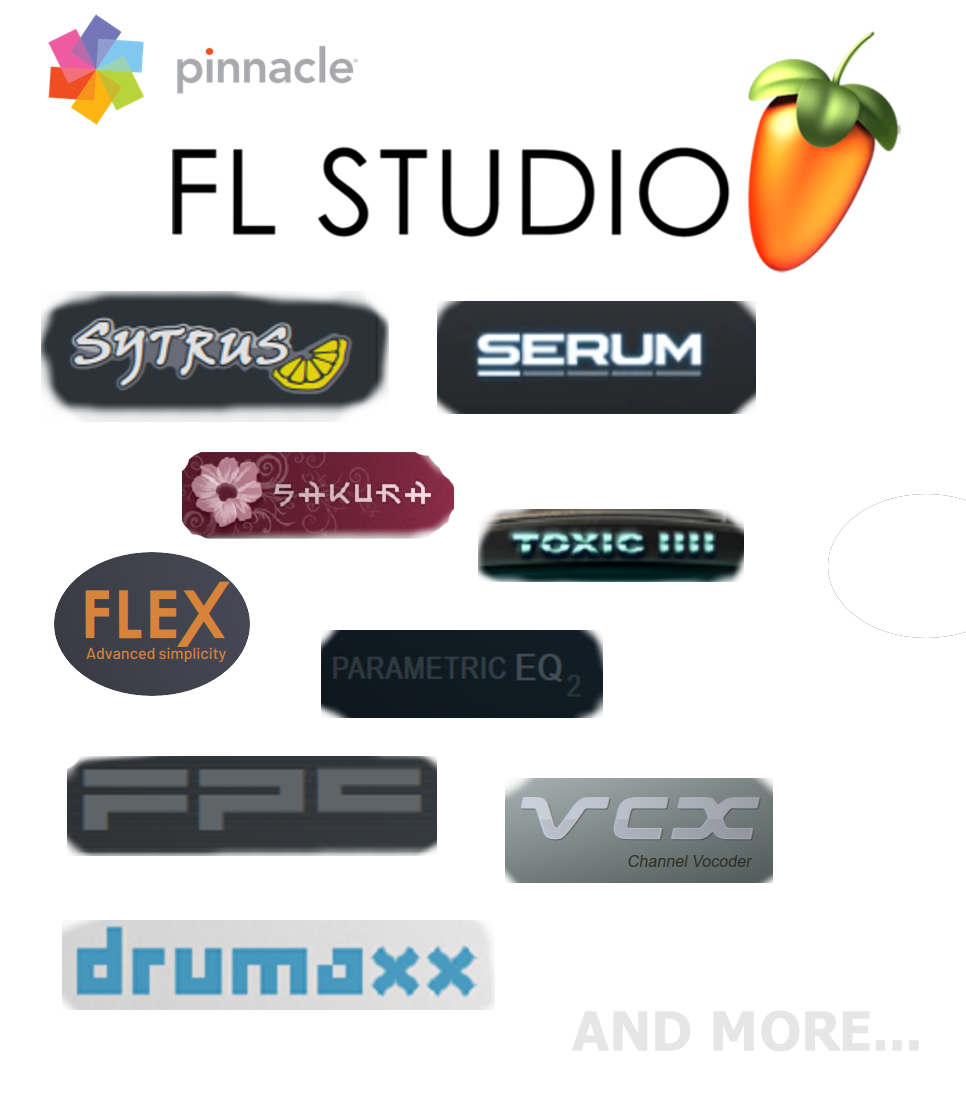 pinnacle
FL STUDIO
SYTRUS
SERUM
SAKURA
TOXIC IIII
FLEX
Advanced simplicity
PARAMETRIC EQ 2
FPC
VCX
Channel Vocoder
drumaxx
AND MORE...